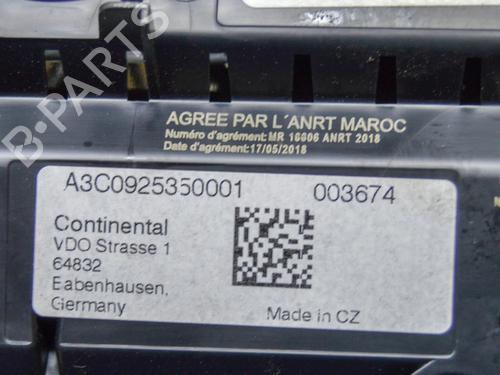 B-PARTS
AGREE PAR L´ANRT MAROC
Numéro d'agrément:MR 16606 ANRT 2018
Date d'agrément:17/05/2018
A3C0925350001 003674
Continental
VDO Strasse 1
64832
Eabenhausen,
Germany
Made in CZ